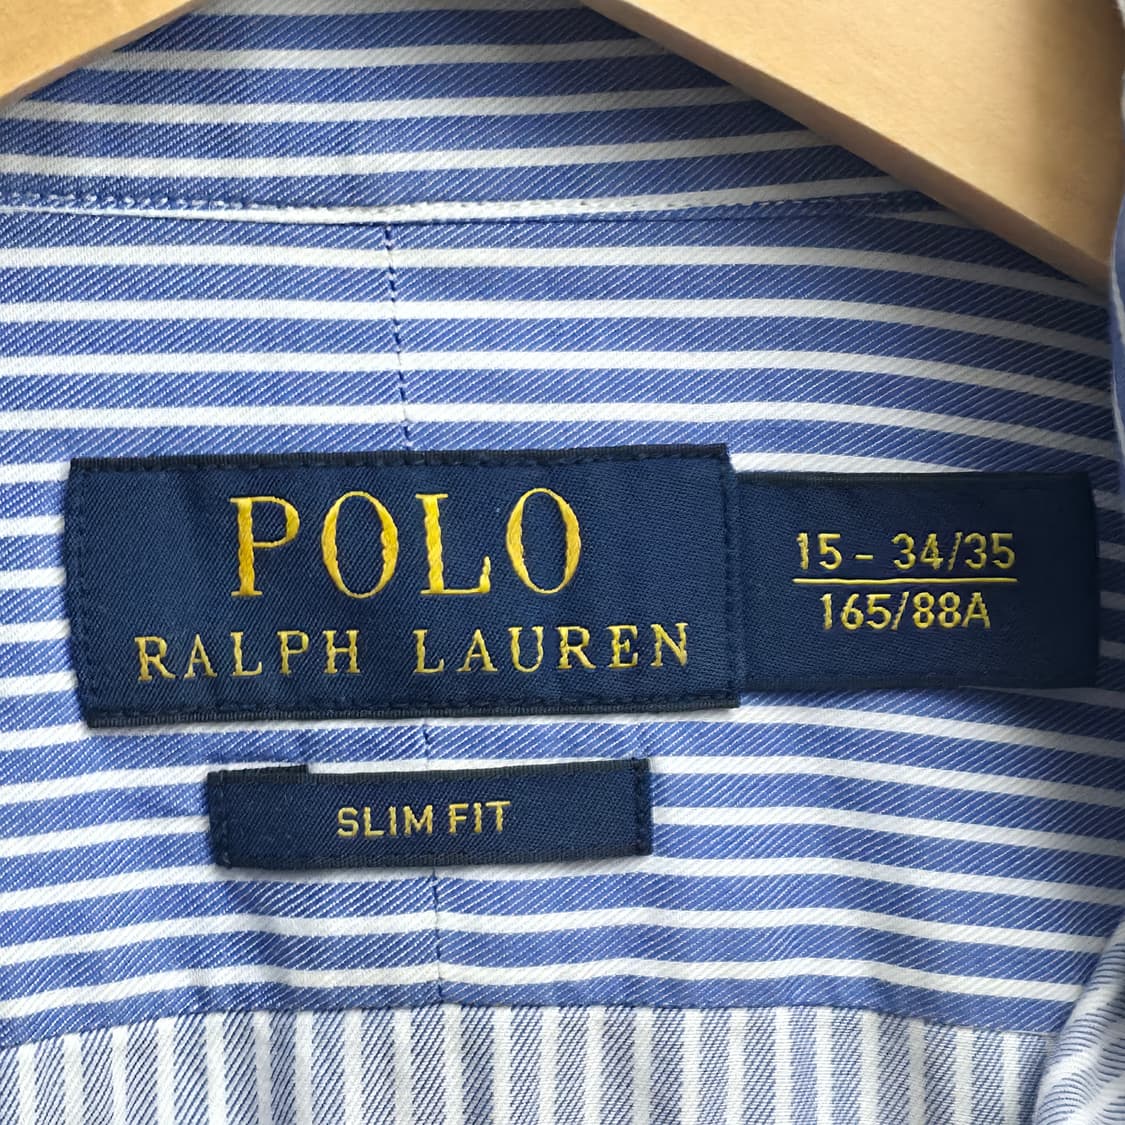 POLO
RALPH LAUREN
15 - 34/35
165/88A
SLIM FIT